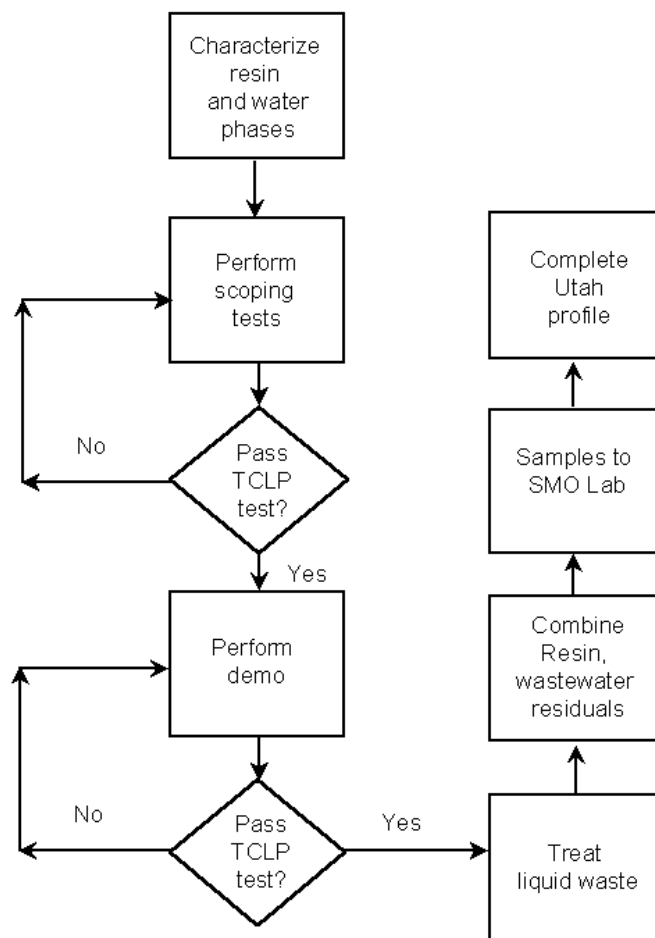 Characterize
resin
and water
phases
Perform
scoping
tests
No
Pass
TCLP
test?
Yes
Perform
demo
No
Pass
TCLP
test?
Yes
Treat
liquid waste
Combine
Resin,
wastewater
residuals
Samples to
SMO Lab
Complete
Utah
profile